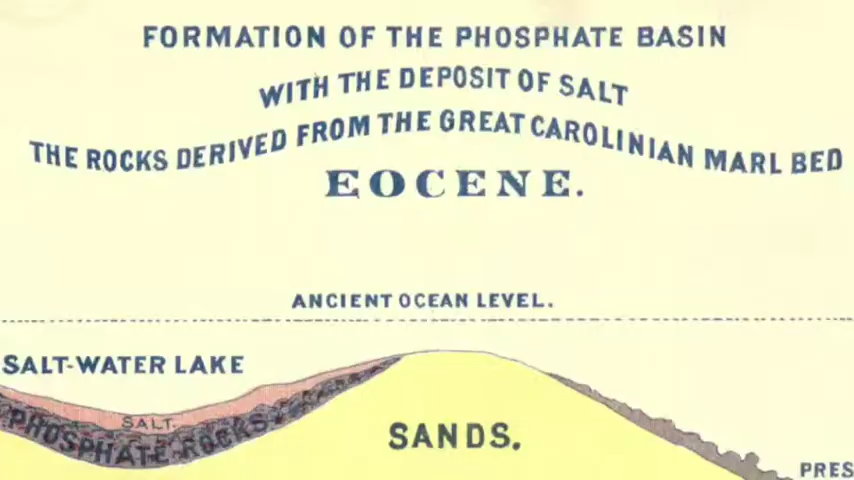 FORMATION OF THE PHOSPHATE BASIN
WITH THE DEPOSIT OF SALT
THE ROCKS DERIVED FROM THE GREAT CAROLINIAN MARL BED
EOCENE.
ANCIENT OCEAN LEVEL.
SALT-WATER LAKE
SALT.
PHOSPHATE ROCKS
SANDS.
PRES